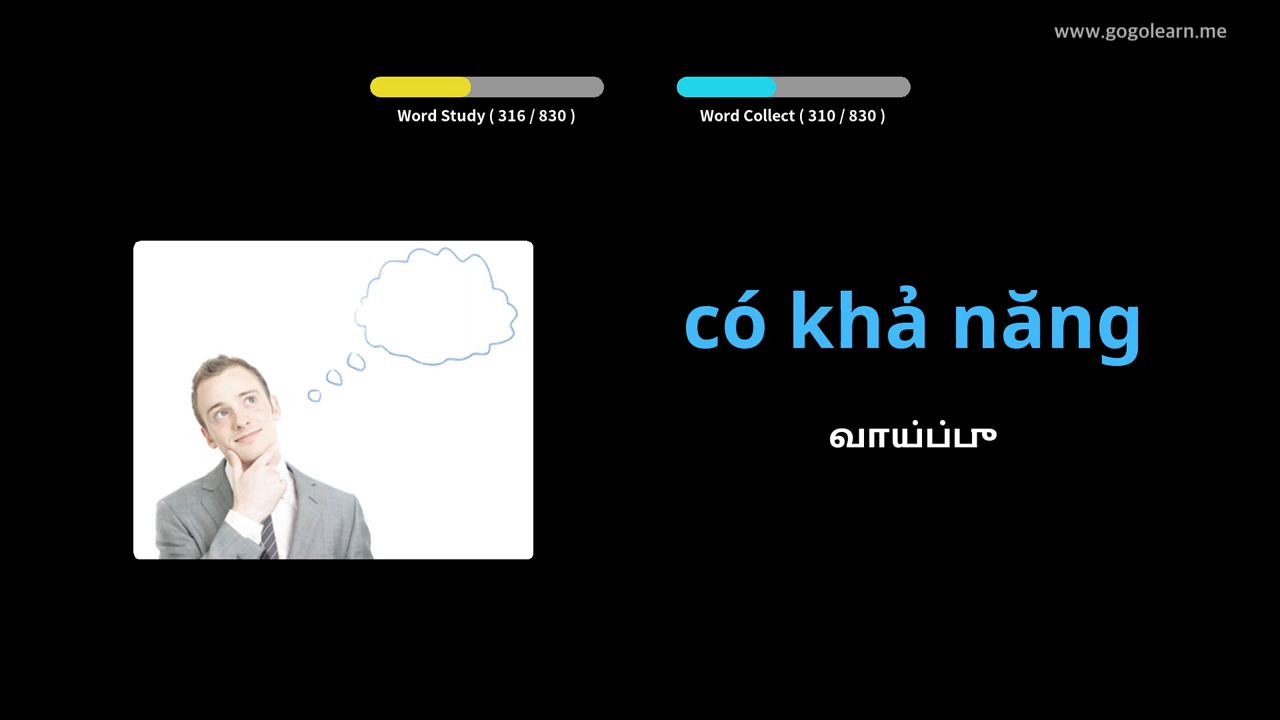 www.gogolearn.me
Word Study ( 316 / 830 )
Word Collect ( 310 / 830 )
có khả năng
வாய்ப்பு